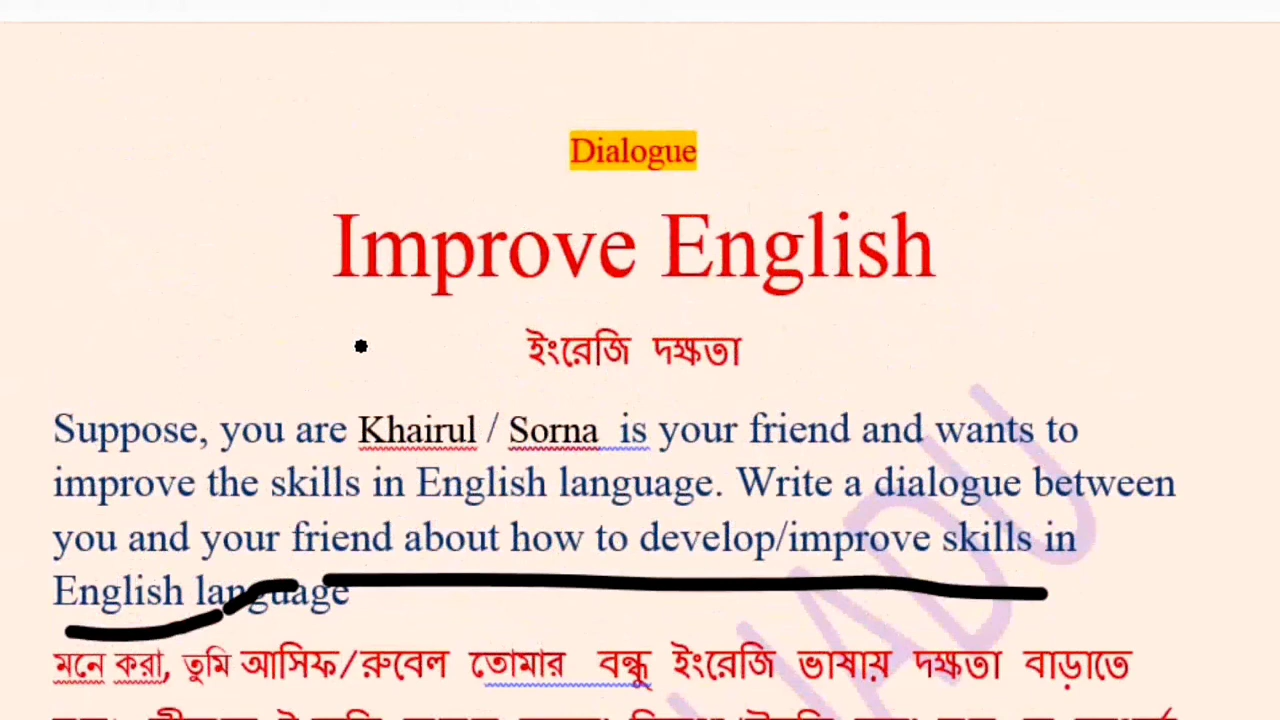 Dialogue
Improve English
ইংরেজি দক্ষতা
Suppose, you are Khairul / Sorna is your friend and wants to
improve the skills in English language. Write a dialogue between
you and your friend about how to develop/improve skills in
English language
মনে করা, তুমি আসিফ/রুবেল তোমার বন্ধু ইংরেজি ভাষায় দক্ষতা বাড়াতে